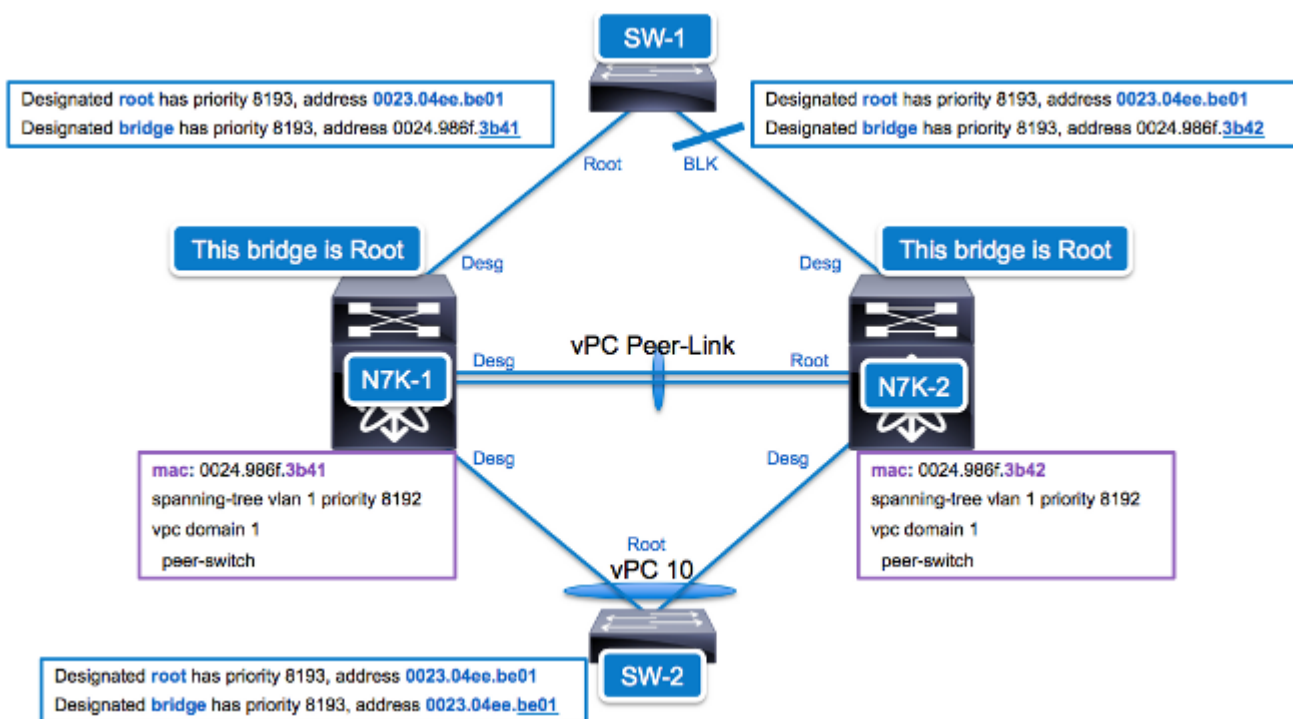 SW-1
Designated root has priority 8193, address 0023.04ee.be01
Designated bridge has priority 8193, address 0024.986f.3b41
Designated root has priority 8193, address 0023.04ee.be01
Designated bridge has priority 8193, address 0024.986f.3b42
Root
BLK
This bridge is Root
This bridge is Root
Desg
Desg
vPC Peer-Link
Desg
Root
N7K-1
N7K-2
Desg
Desg
mac: 0024.986f.3b41
spanning-tree vlan 1 priority 8192
vpc domain 1
peer-switch
mac: 0024.986f.3b42
spanning-tree vlan 1 priority 8192
vpc domain 1
peer-switch
Root
vPC 10
SW-2
Designated root has priority 8193, address 0023.04ee.be01
Designated bridge has priority 8193, address 0023.04ee.be01